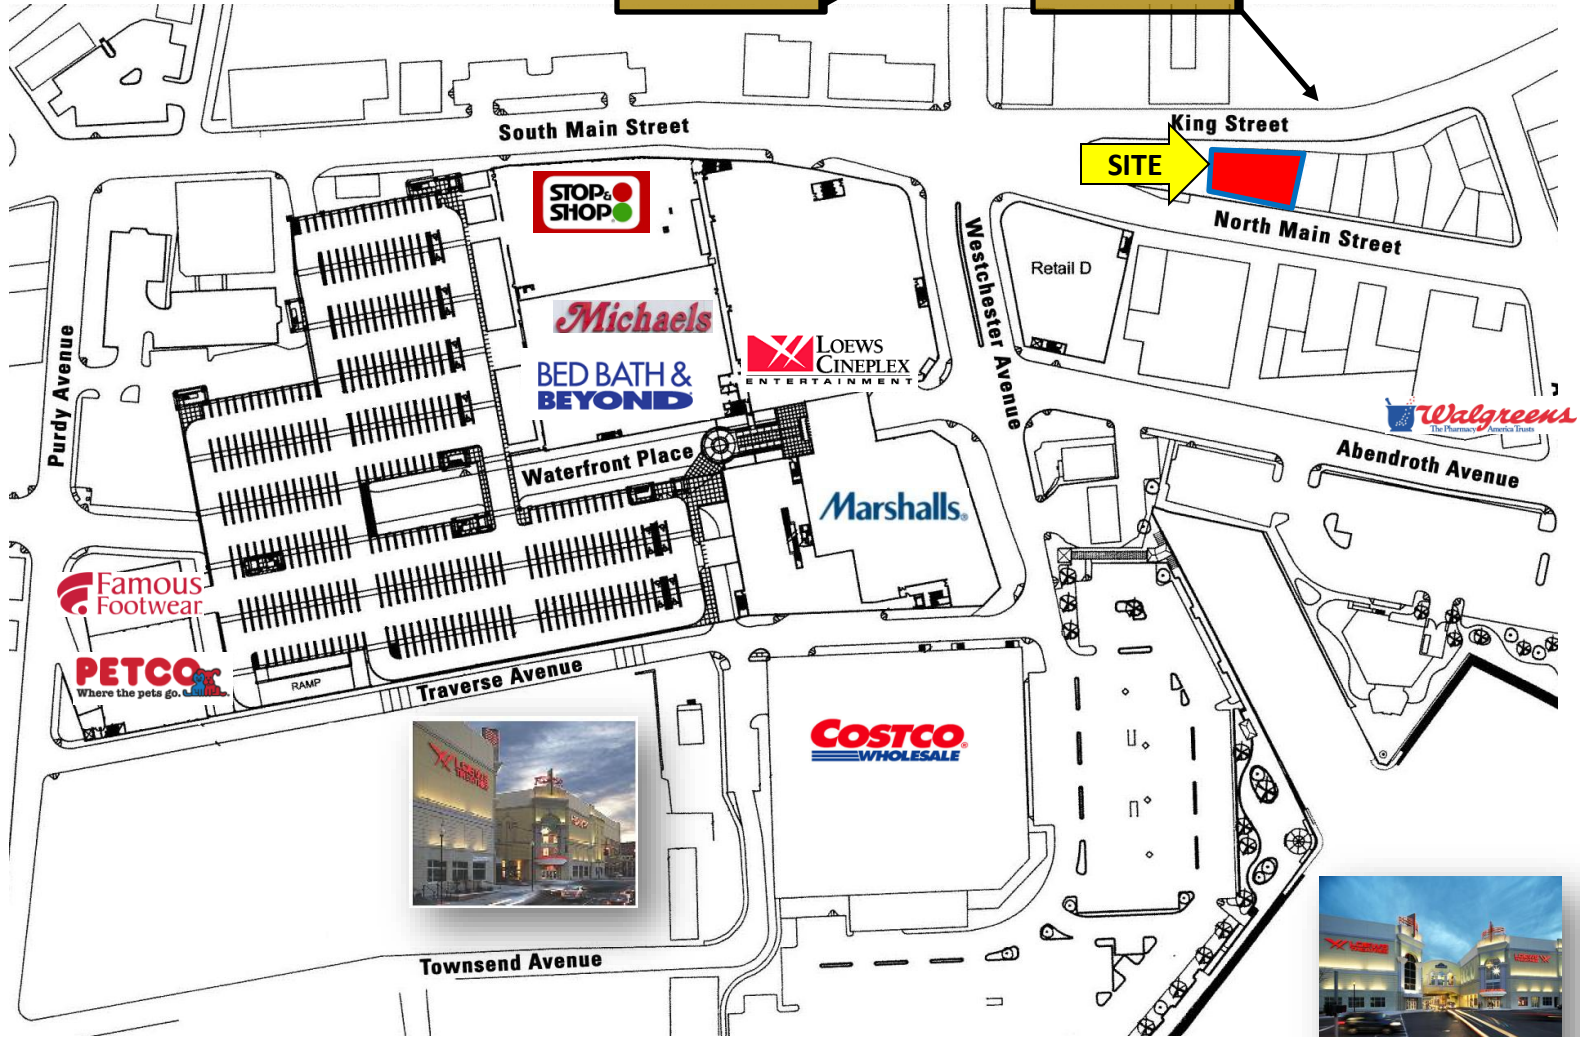 South Main Street
King Street
SITE
North Main Street
STOP &
SHOP
Westchester Avenue
Retail D
Purdy Avenue
Michaels
BED BATH &
BEYOND
LOEWS
CINEPLEX
ENTERTAINMENT
Walgreens
The Pharmacy America Trusts
Abendroth Avenue
Waterfront Place
Marshalls.
Famous
Footwear
PETCO
Where the pets go.
RAMP
Traverse Avenue
COSTCO
WHOLESALE
Townsend Avenue